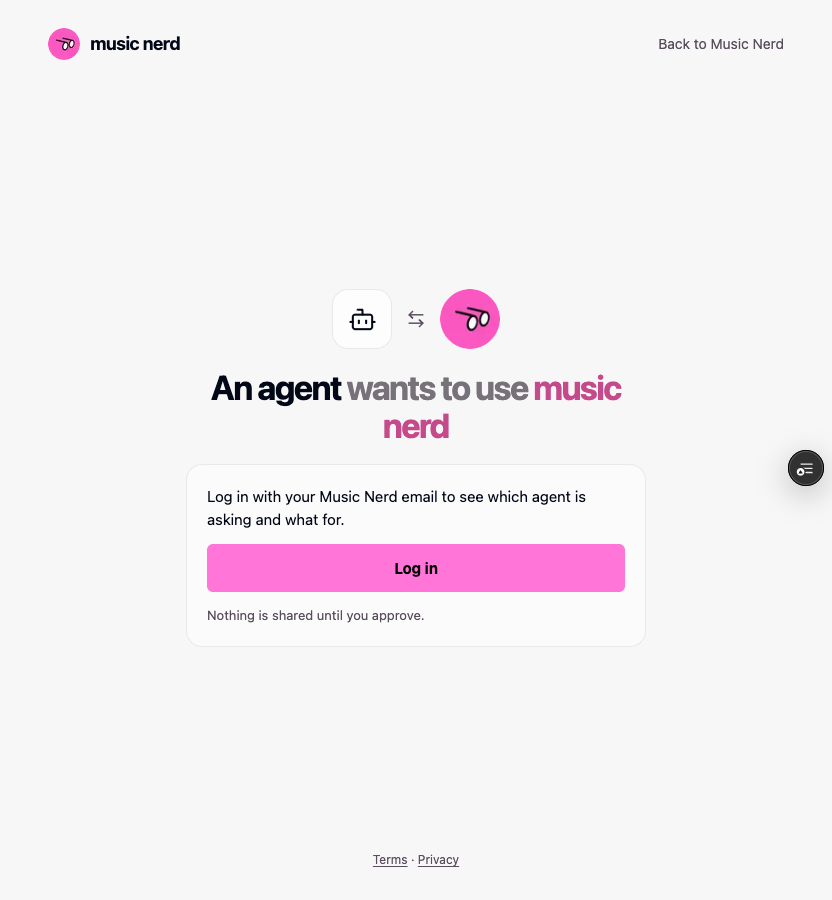 music nerd
Back to Music Nerd
An agent wants to use music
nerd
Log in with your Music Nerd email to see which agent is
asking and what for.
Log in
Nothing is shared until you approve.
Terms · Privacy